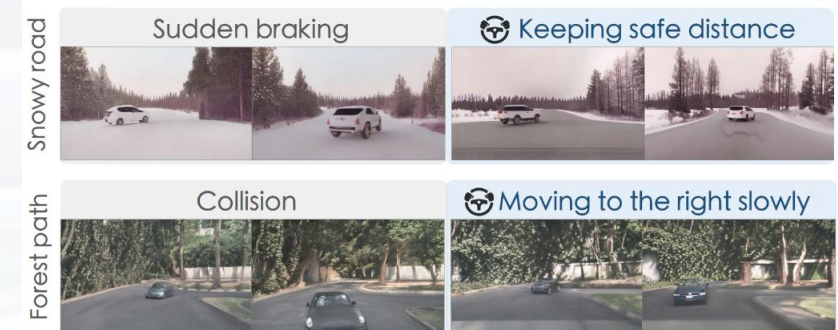 Snowy road
Sudden braking
Keeping safe distance
Forest path
Collision
Moving to the right slowly